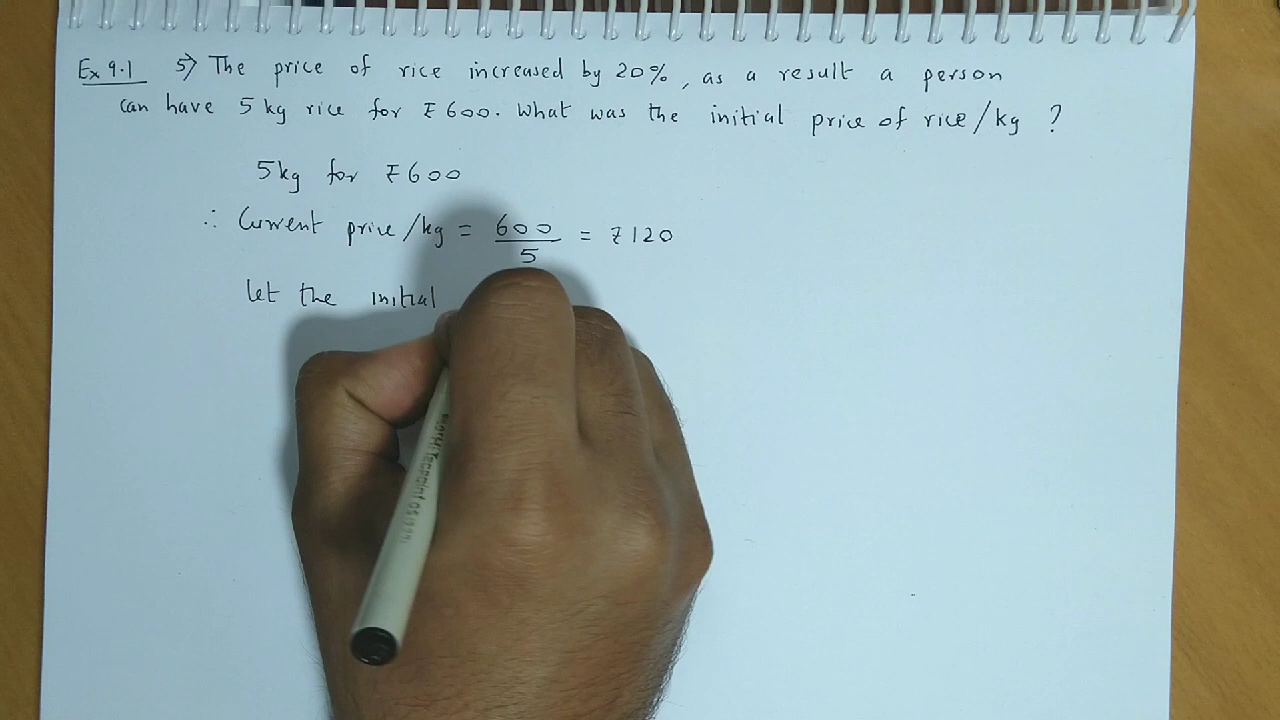 Ex 9.1 5) The price of rice increased by 20%, as a result a person
can have 5 kg rice for ₹600. What was the initial price of rice/kg ?
5kg for ₹600
∴ Current price/kg = 600/5 = ₹120
let the initial